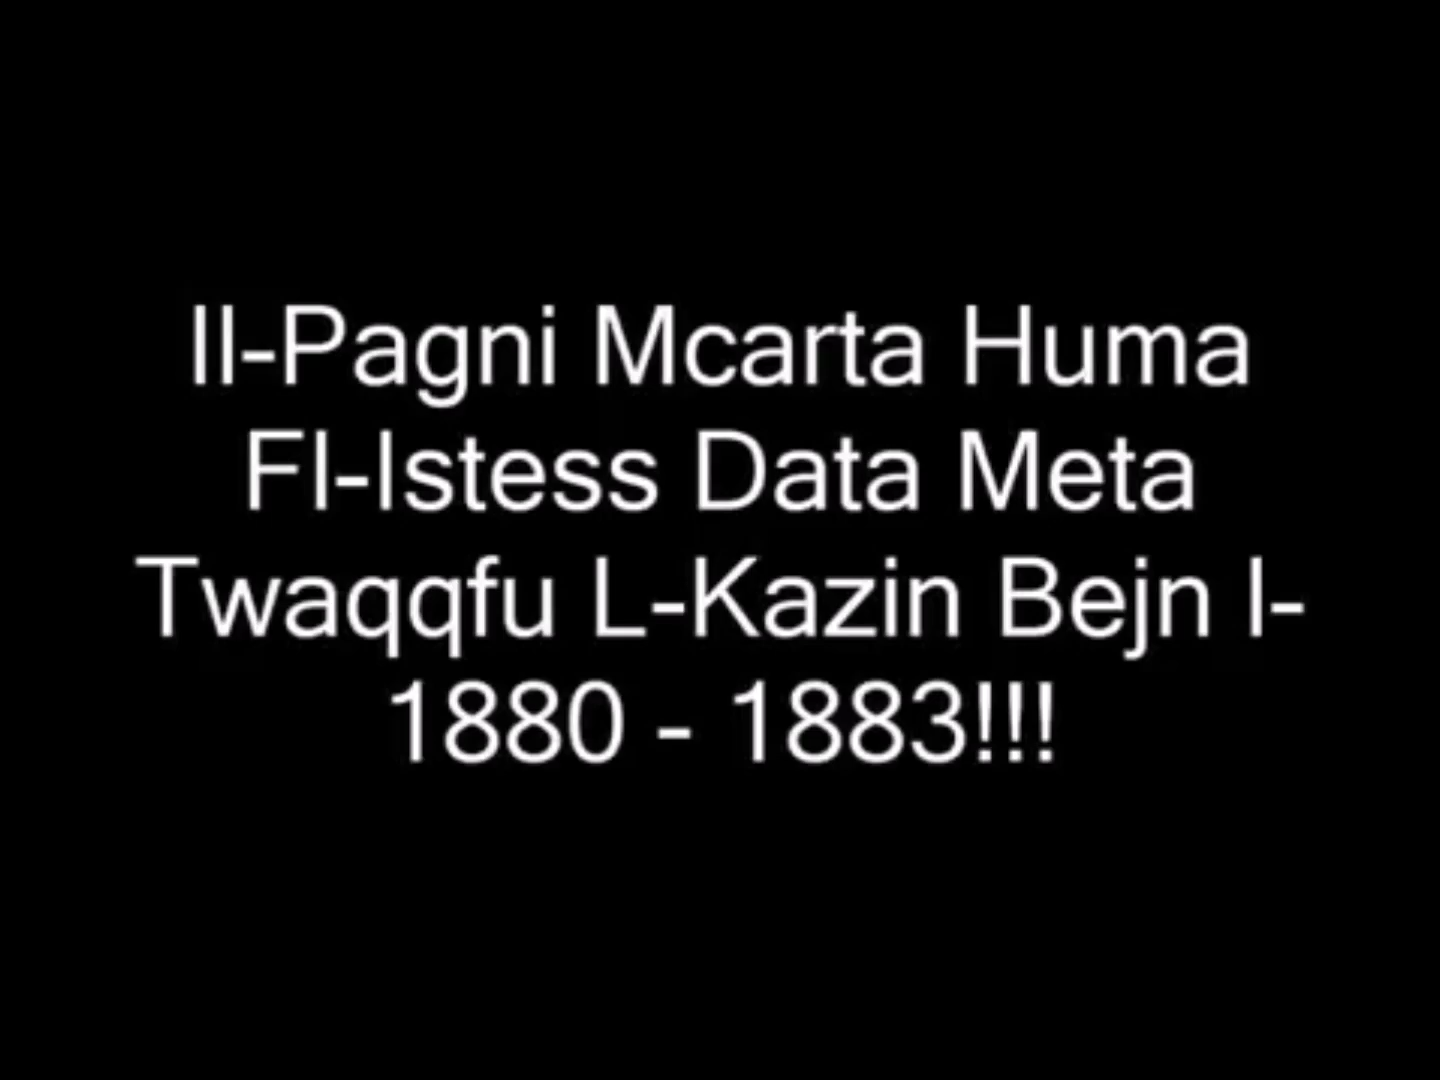 Il-Pagni Mcarta Huma
Fl-Istess Data Meta
Twaqqfu L-Kazin Bejn l-
1880 - 1883!!!